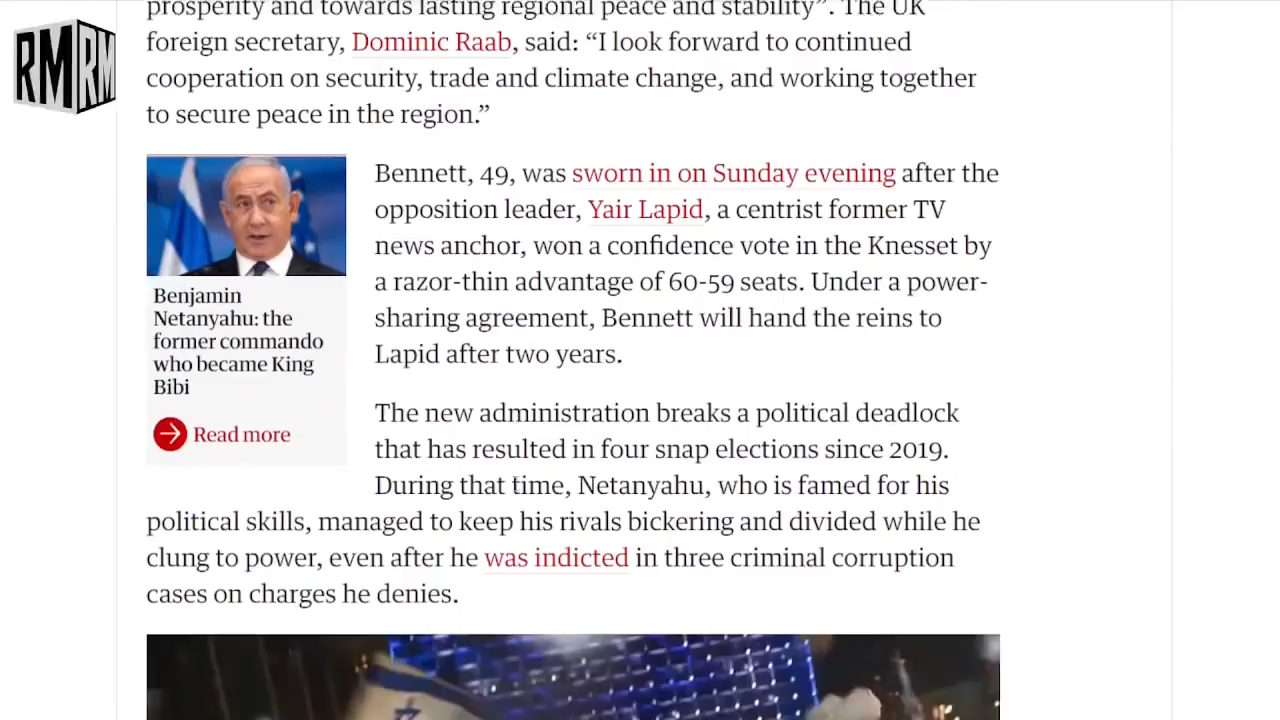 prosperity and towards lasting regional peace and stability”. The UK
foreign secretary, Dominic Raab, said: “I look forward to continued
cooperation on security, trade and climate change, and working together
to secure peace in the region.”
RM RM
Benjamin
Netanyahu: the
former commando
who became King
Bibi
Read more
Bennett, 49, was sworn in on Sunday evening after the
opposition leader, Yair Lapid, a centrist former TV
news anchor, won a confidence vote in the Knesset by
a razor-thin advantage of 60-59 seats. Under a power-
sharing agreement, Bennett will hand the reins to
Lapid after two years.
The new administration breaks a political deadlock
that has resulted in four snap elections since 2019.
During that time, Netanyahu, who is famed for his
political skills, managed to keep his rivals bickering and divided while he
clung to power, even after he was indicted in three criminal corruption
cases on charges he denies.